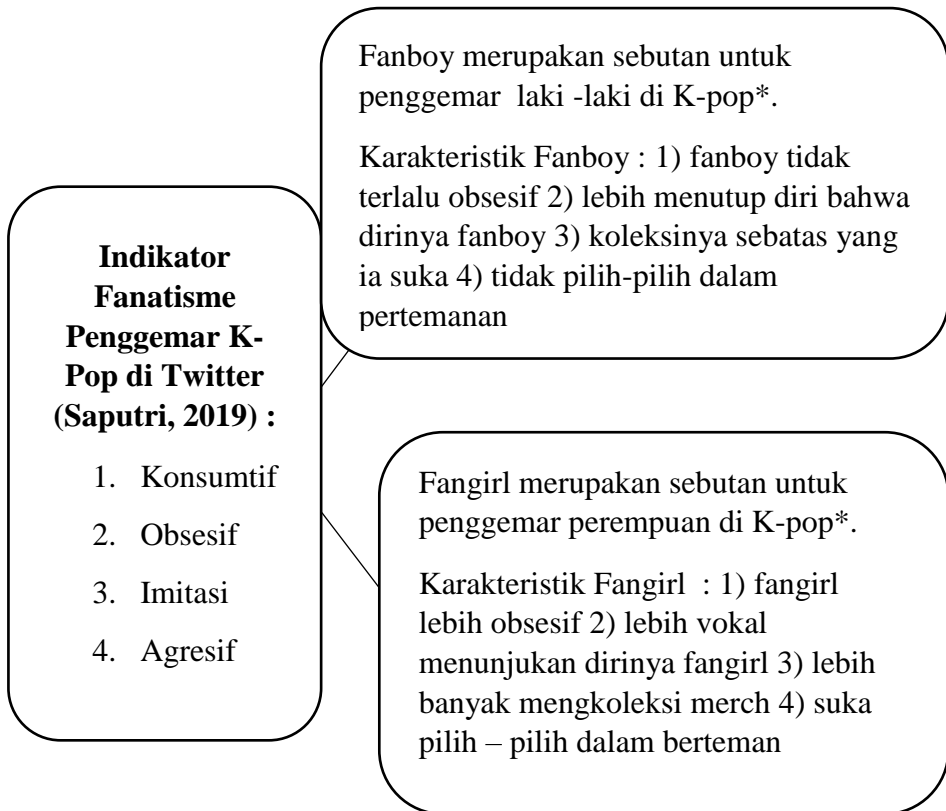 Fanboy merupakan sebutan untuk
penggemar laki -laki di K-pop*.
Karakteristik Fanboy : 1) fanboy tidak
terlalu obsesif 2) lebih menutup diri bahwa
dirinya fanboy 3) koleksinya sebatas yang
ia suka 4) tidak pilih-pilih dalam
pertemanan
Indikator
Fanatisme
Penggemar K-
Pop di Twitter
(Saputri, 2019) :
1. Konsumtif
2. Obsesif
3. Imitasi
4. Agresif
Fangirl merupakan sebutan untuk
penggemar perempuan di K-pop*.
Karakteristik Fangirl : 1) fangirl
lebih obsesif 2) lebih vokal
menunjukan dirinya fangirl 3) lebih
banyak mengkoleksi merch 4) suka
pilih – pilih dalam berteman